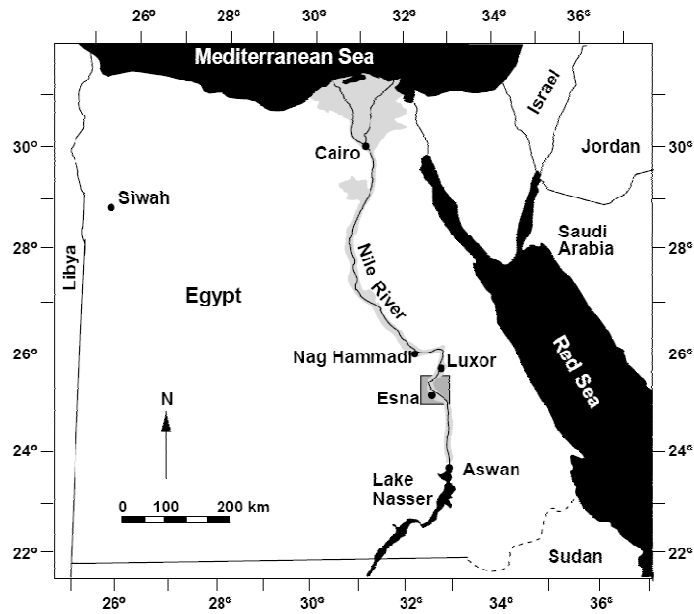 26° 28° 30° 32° 34° 36°
Mediterranean Sea
Israel
30° Cairo Jordan 30°
Siwah
Saudi
Arabia
28° 28°
Libya
Nile River
Egypt
26° Nag Hammadi Luxor 26°
Red Sea
Esna
N
24° 24°
Aswan
Lake
Nasser
0 100 200 km
22° Sudan 22°
26° 28° 30° 32° 34° 36°